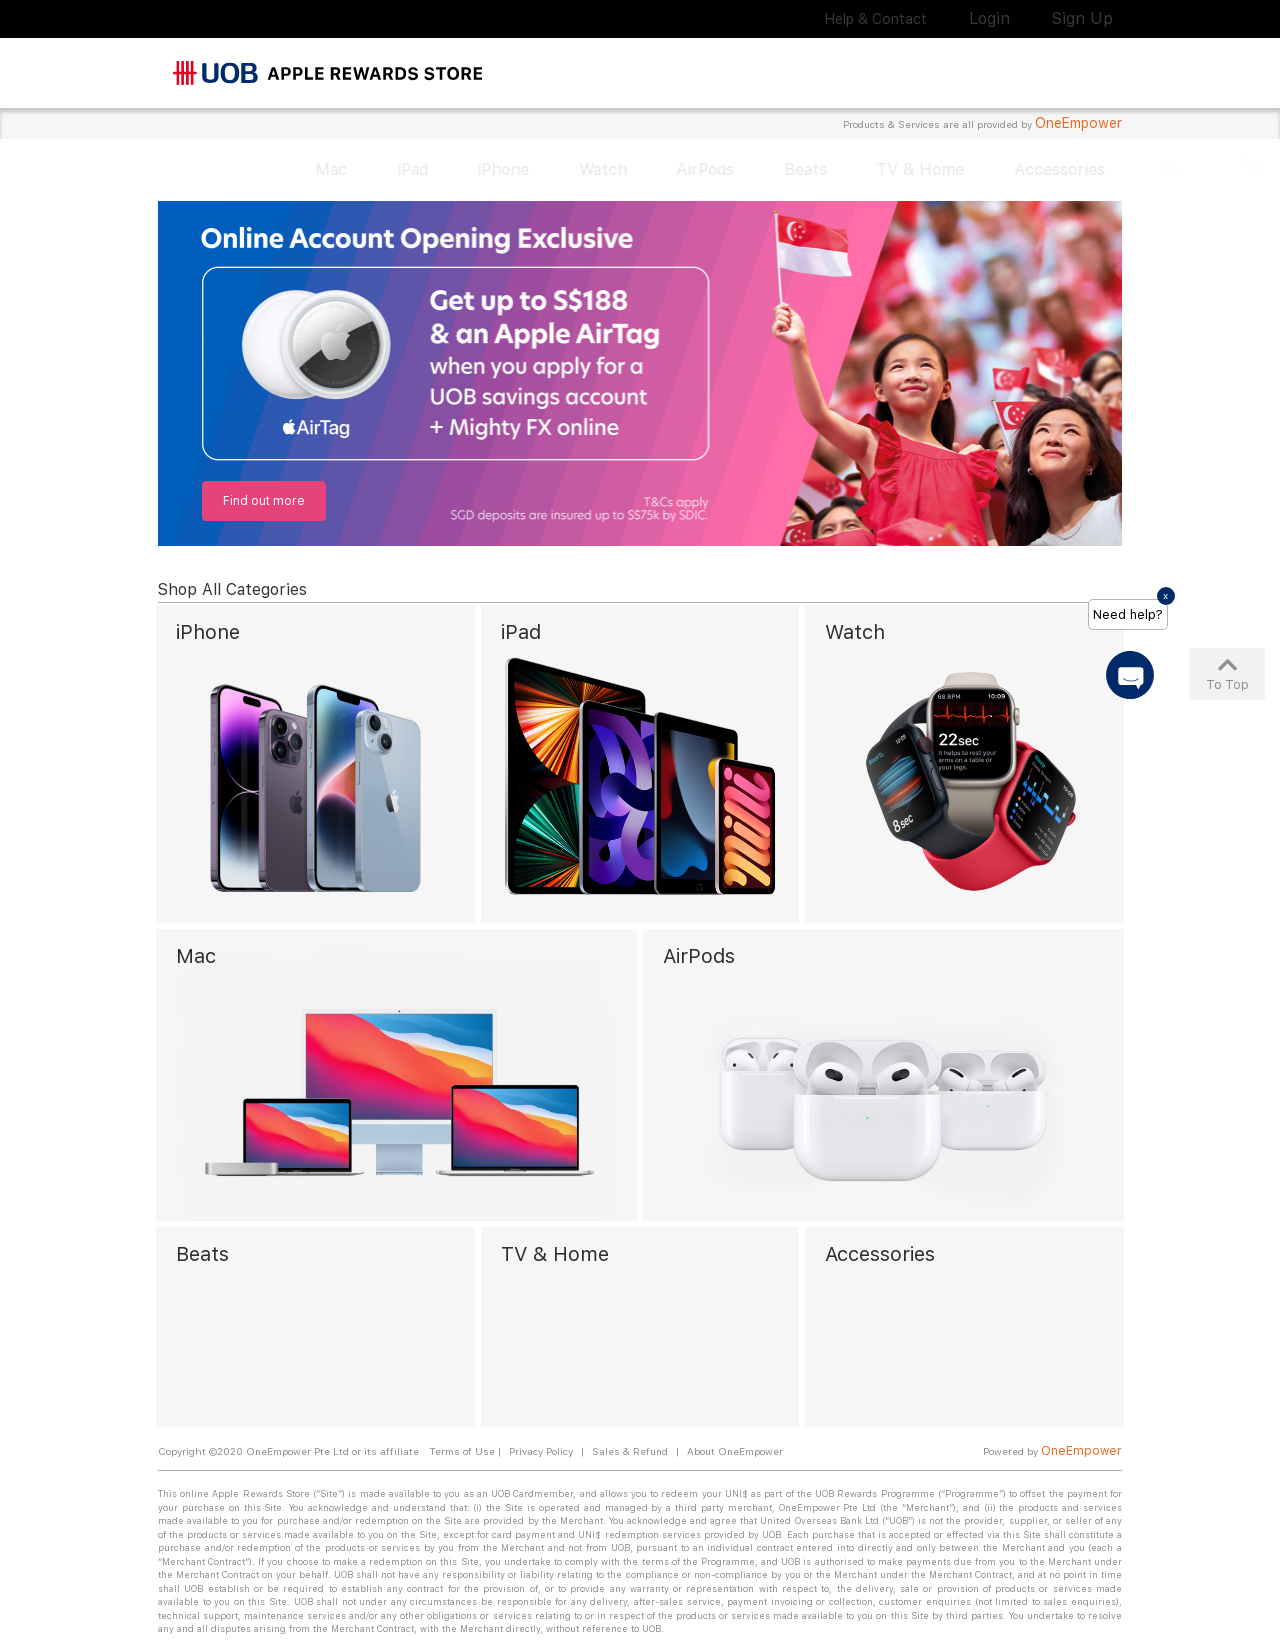 Help & Contact Login Sign Up
UOB APPLE REWARDS STORE
Products & Services are all provided by OneEmpower
Mac iPad iPhone Watch AirPods Beats TV & Home Accessories
Online Account Opening Exclusive
Get up to S$188
& an Apple AirTag
when you apply for a
UOB savings account
+ Mighty FX online
AirTag
Find out more
T&Cs apply
SGD deposits are insured up to S$75k by SDIC.
Shop All Categories
x
Need help?
To Top
iPhone iPad Watch
68 BPM 10:09
22sec
It helps to rest your
arms on a table or
your legs.
8sec
Mac AirPods
Beats TV & Home Accessories
Copyright ©2020 OneEmpower Pte Ltd or its affiliate Terms of Use | Privacy Policy | Sales & Refund | About OneEmpower Powered by OneEmpower
This online Apple Rewards Store (“Site”) is made available to you as an UOB Cardmember, and allows you to redeem your UNI$ as part of the UOB Rewards Programme (“Programme”) to offset the payment for
your purchase on this Site. You acknowledge and understand that: (i) the Site is operated and managed by a third party merchant, OneEmpower Pte Ltd (the “Merchant”); and (ii) the products and services
made available to you for purchase and/or redemption on the Site are provided by the Merchant. You acknowledge and agree that United Overseas Bank Ltd (“UOB”) is not the provider, supplier, or seller of any
of the products or services made available to you on the Site, except for card payment and UNI$ redemption services provided by UOB. Each purchase that is accepted or effected via this Site shall constitute a
purchase and/or redemption of the products or services by you from the Merchant and not from UOB, pursuant to an individual contract entered into directly and only between the Merchant and you (each a
“Merchant Contract”). If you choose to make a redemption on this Site, you undertake to comply with the terms of the Programme, and UOB is authorised to make payments due from you to the Merchant under
the Merchant Contract on your behalf. UOB shall not have any responsibility or liability relating to the compliance or non-compliance by you or the Merchant under the Merchant Contract, and at no point in time
shall UOB establish or be required to establish any contract for the provision of, or to provide any warranty or representation with respect to, the delivery, sale or provision of products or services made
available to you on this Site. UOB shall not under any circumstances be responsible for any delivery, after-sales service, payment invoicing or collection, customer enquiries (not limited to sales enquiries),
technical support, maintenance services and/or any other obligations or services relating to or in respect of the products or services made available to you on this Site by third parties. You undertake to resolve
any and all disputes arising from the Merchant Contract, with the Merchant directly, without reference to UOB.